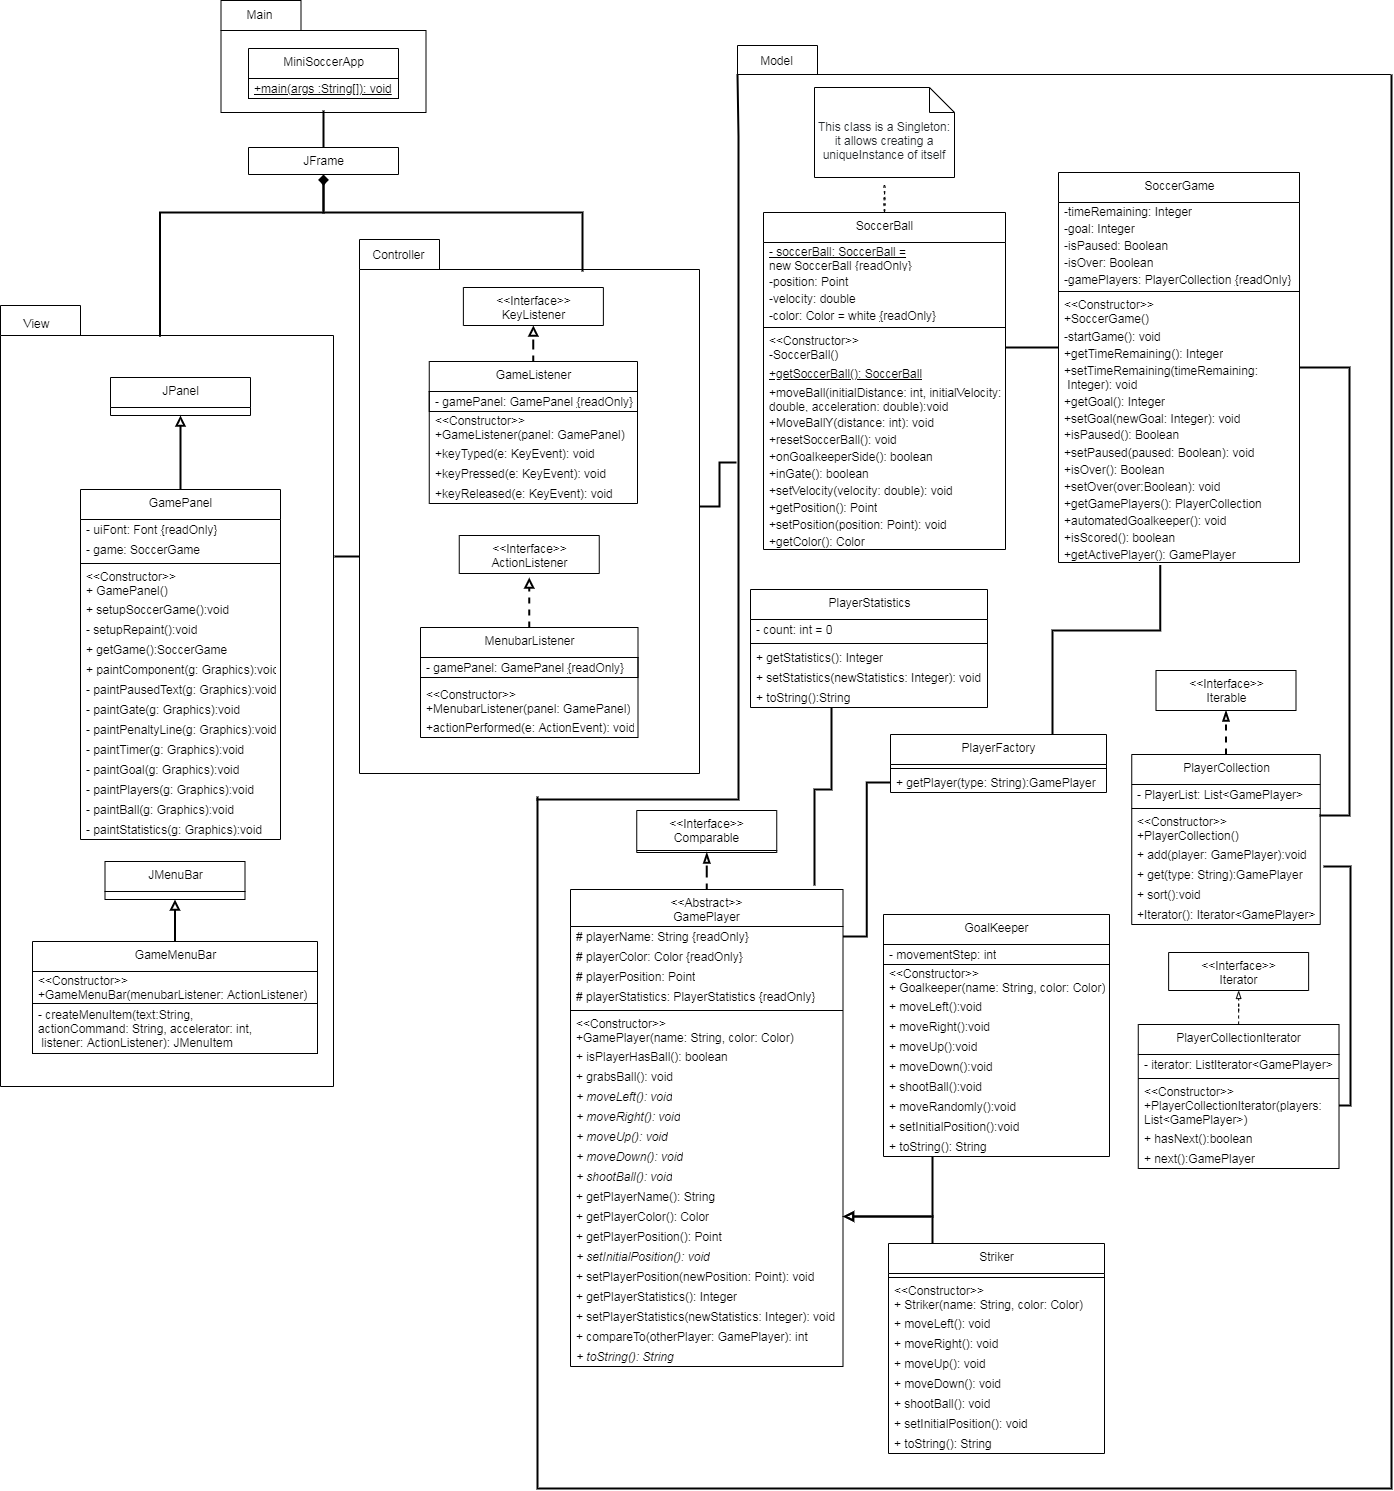 Main
MiniSoccerApp
+main(args :String[]): void
JFrame
View
JPanel
GamePanel
- uiFont: Font {readOnly}
- game: SoccerGame
<<Constructor>>
+ GamePanel()
+ setupSoccerGame():void
- setupRepaint():void
+ getGame():SoccerGame
+ paintComponent(g: Graphics):voic
- paintPausedText(g: Graphics):void
- paintGate(g: Graphics):void
- paintPenaltyLine(g: Graphics):void
- paintTimer(g: Graphics):void
- paintGoal(g: Graphics):void
- paintPlayers(g: Graphics):void
- paintBall(g: Graphics):void
- paintStatistics(g: Graphics):void
JMenuBar
GameMenuBar
<<Constructor>>
+GameMenuBar(menubarListener: ActionListener)
- createMenuItem(text:String,
actionCommand: String, accelerator: int,
listener: ActionListener): JMenuItem
Controller
<<Interface>>
KeyListener
GameListener
- gamePanel: GamePanel {readOnly}
<<Constructor>>
+GameListener(panel: GamePanel)
+keyTyped(e: KeyEvent): void
+keyPressed(e: KeyEvent): void
+keyReleased(e: KeyEvent): void
<<Interface>>
ActionListener
MenubarListener
- gamePanel: GamePanel {readOnly}
<<Constructor>>
+MenubarListener(panel: GamePanel)
+actionPerformed(e: ActionEvent): void
Model
This class is a Singleton:
it allows creating a
uniqueInstance of itself
SoccerBall
- soccerBall: SoccerBall =
new SoccerBall {readOnly}
-position: Point
-velocity: double
-color: Color = white {readOnly}
<<Constructor>>
-SoccerBall()
+getSoccerBall(): SoccerBall
+moveBall(initialDistance: int, initialVelocity:
double, acceleration: double):void
+MoveBallY(distance: int): void
+resetSoccerBall(): void
+onGoalkeeperSide(): boolean
+inGate(): boolean
+setVelocity(velocity: double): void
+getPosition(): Point
+setPosition(position: Point): void
+getColor(): Color
SoccerGame
-timeRemaining: Integer
-goal: Integer
-isPaused: Boolean
-isOver: Boolean
-gamePlayers: PlayerCollection {readOnly}
<<Constructor>>
+SoccerGame()
-startGame(): void
+getTimeRemaining(): Integer
+setTimeRemaining(timeRemaining:
Integer): void
+getGoal(): Integer
+setGoal(newGoal: Integer): void
+isPaused(): Boolean
+setPaused(paused: Boolean): void
+isOver(): Boolean
+setOver(over:Boolean): void
+getGamePlayers(): PlayerCollection
+automatedGoalkeeper(): void
+isScored(): boolean
+getActivePlayer(): GamePlayer
PlayerStatistics
- count: int = 0
+ getStatistics(): Integer
+ setStatistics(newStatistics: Integer): void
+ toString():String
PlayerFactory
+ getPlayer(type: String):GamePlayer
<<Interface>>
Iterable
PlayerCollection
- PlayerList: List<GamePlayer>
<<Constructor>>
+PlayerCollection()
+ add(player: GamePlayer):void
+ get(type: String):GamePlayer
+ sort():void
+Iterator(): Iterator<GamePlayer>
<<Interface>>
Iterator
PlayerCollectionIterator
- iterator: ListIterator<GamePlayer>
<<Constructor>>
+PlayerCollectionIterator(players:
List<GamePlayer>)
+ hasNext():boolean
+ next():GamePlayer
<<Interface>>
Comparable
<<Abstract>>
GamePlayer
# playerName: String {readOnly}
# playerColor: Color {readOnly}
# playerPosition: Point
# playerStatistics: PlayerStatistics {readOnly}
<<Constructor>>
+GamePlayer(name: String, color: Color)
+ isPlayerHasBall(): boolean
+ grabsBall(): void
+ moveLeft(): void
+ moveRight(): void
+ moveUp(): void
+ moveDown(): void
+ shootBall(): void
+ getPlayerName(): String
+ getPlayerColor(): Color
+ getPlayerPosition(): Point
+ setInitialPosition(): void
+ setPlayerPosition(newPosition: Point): void
+ getPlayerStatistics(): Integer
+ setPlayerStatistics(newStatistics: Integer): void
+ compareTo(otherPlayer: GamePlayer): int
+ toString(): String
GoalKeeper
- movementStep: int
<<Constructor>>
+ Goalkeeper(name: String, color: Color)
+ moveLeft():void
+ moveRight():void
+ moveUp():void
+ moveDown():void
+ shootBall():void
+ moveRandomly():void
+ setInitialPosition():void
+ toString(): String
Striker
<<Constructor>>
+ Striker(name: String, color: Color)
+ moveLeft(): void
+ moveRight(): void
+ moveUp(): void
+ moveDown(): void
+ shootBall(): void
+ setInitialPosition(): void
+ toString(): String